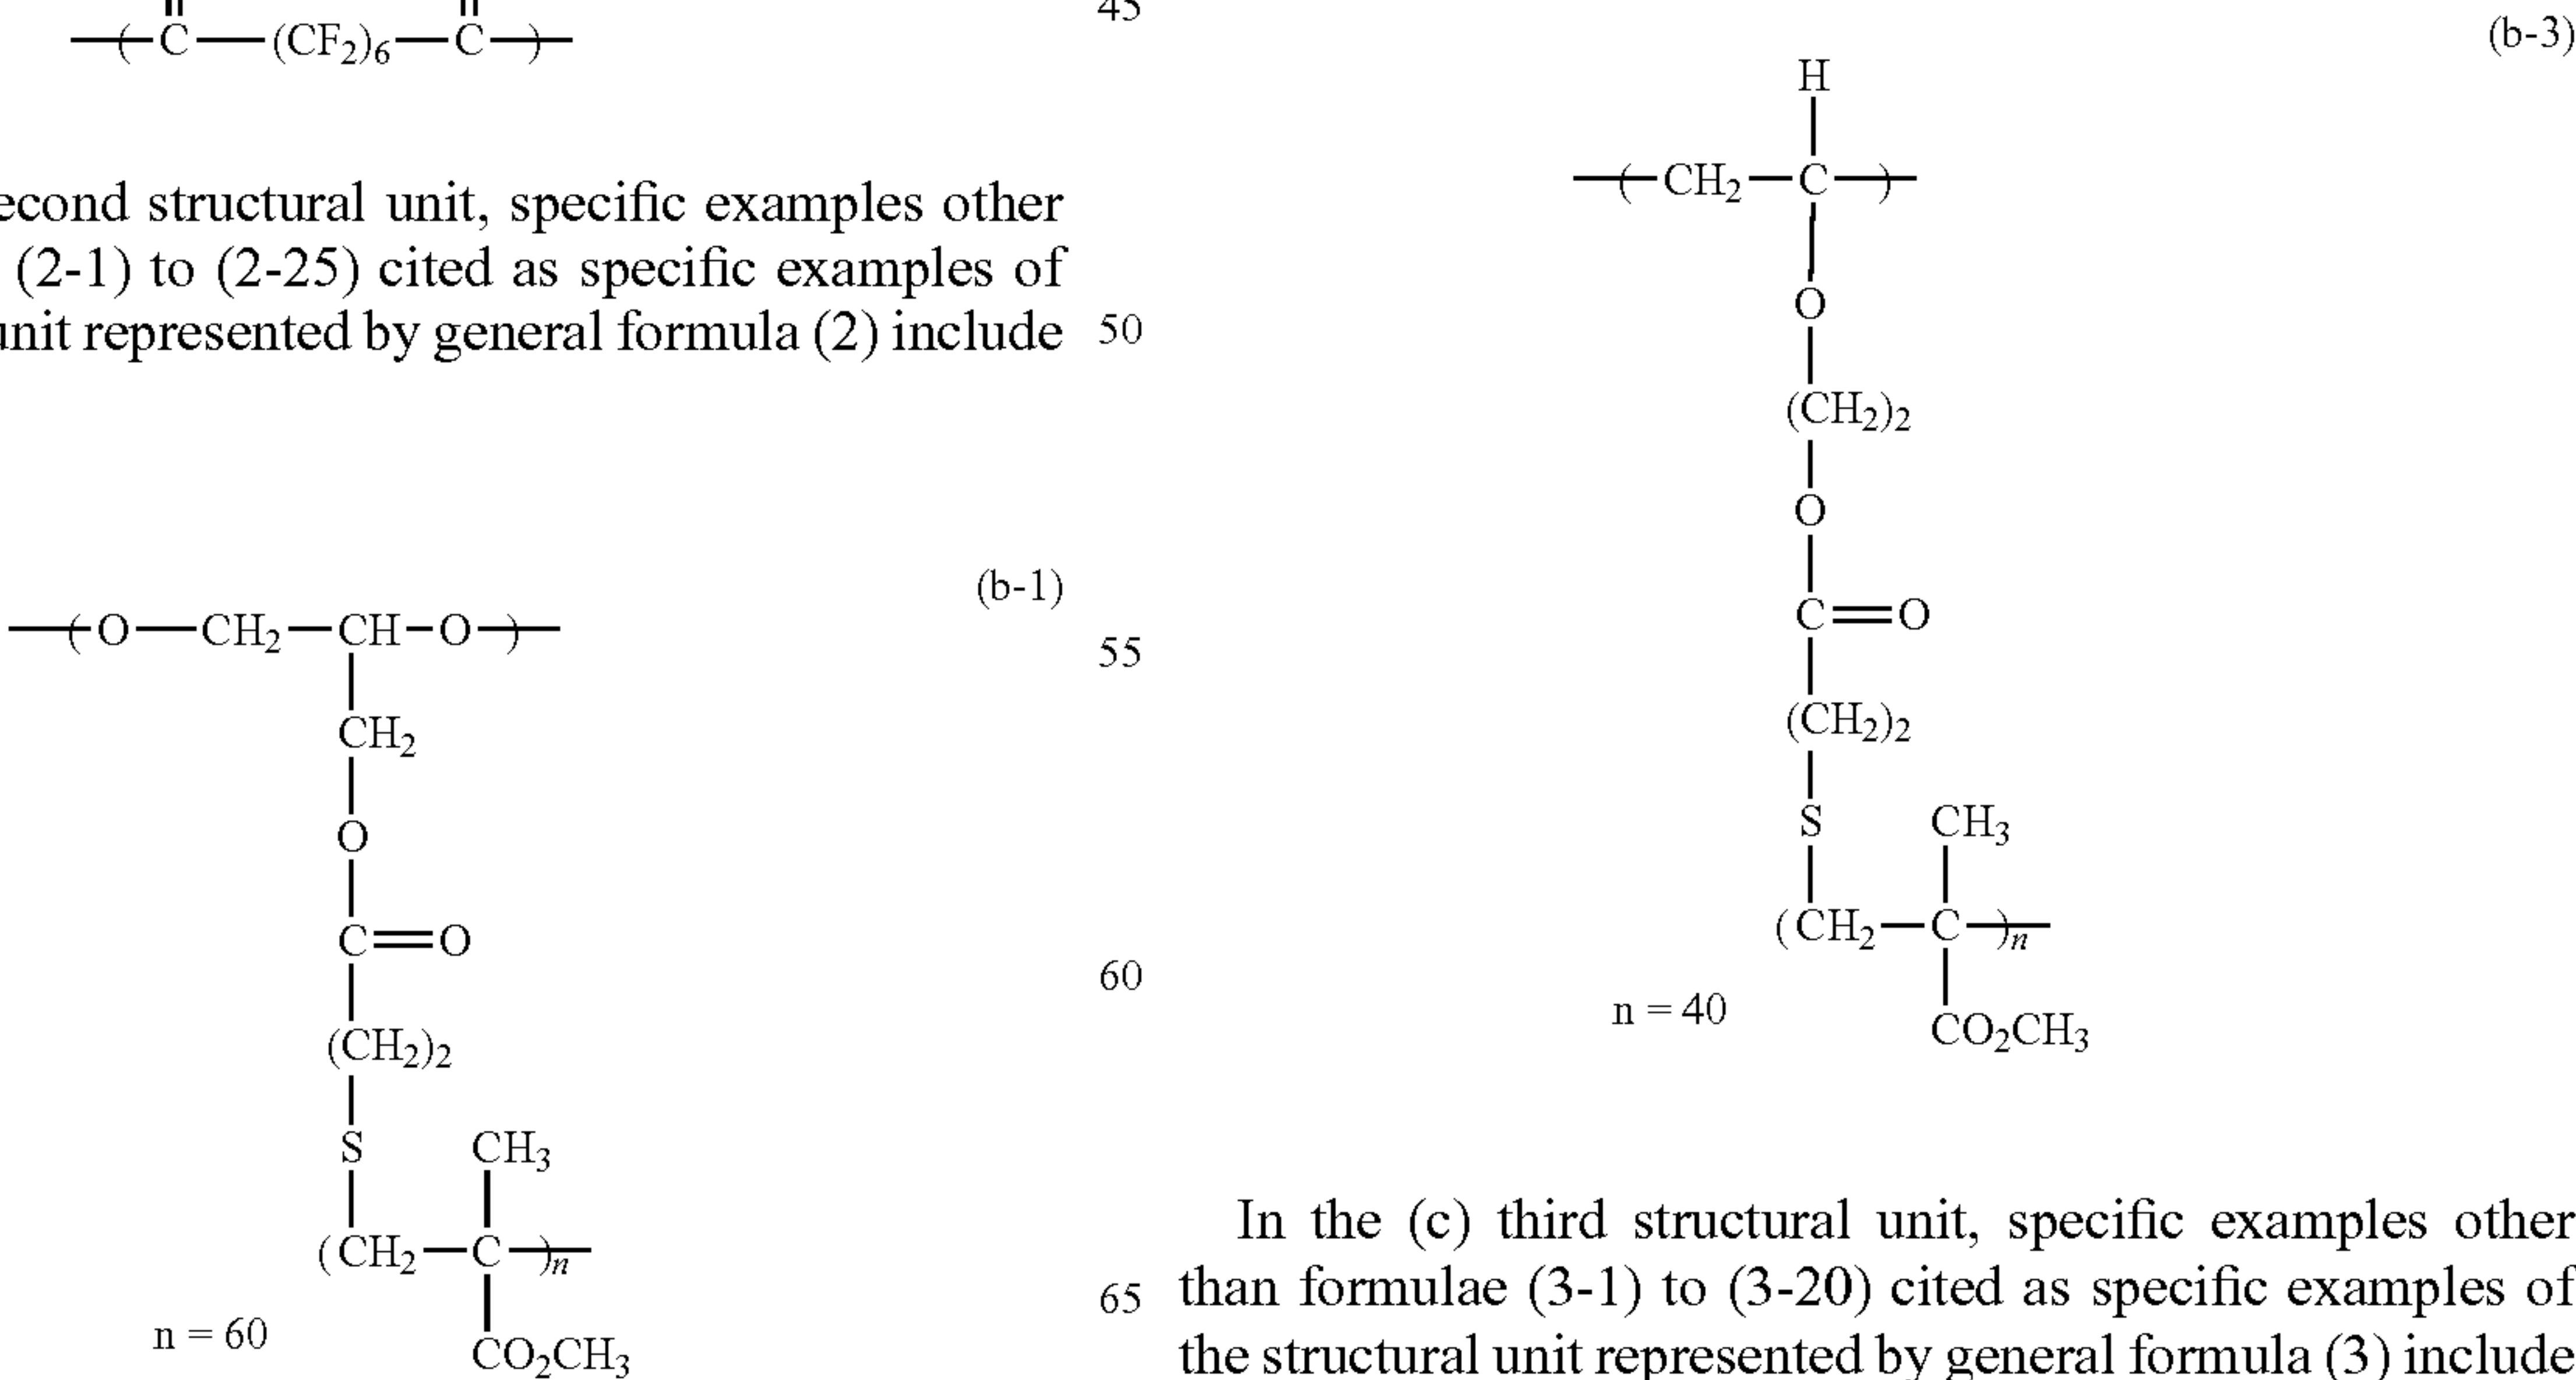 —(C—(CF₂)₆—C)—
econd structural unit, specific examples other
(2-1) to (2-25) cited as specific examples of
unit represented by general formula (2) include
(b-1)
—(O—CH₂—CH—O—)—
CH₂
O
C=O
(CH₂)₂
S CH₃
(CH₂—C—)n
n = 60
CO₂CH₃
45
50
55
60
65
(b-3)
H
—(CH₂—C—)—
O
(CH₂)₂
O
C=O
(CH₂)₂
S CH₃
(CH₂—C—)n
n = 40
CO₂CH₃
In the (c) third structural unit, specific examples other
than formulae (3-1) to (3-20) cited as specific examples of
the structural unit represented by general formula (3) include